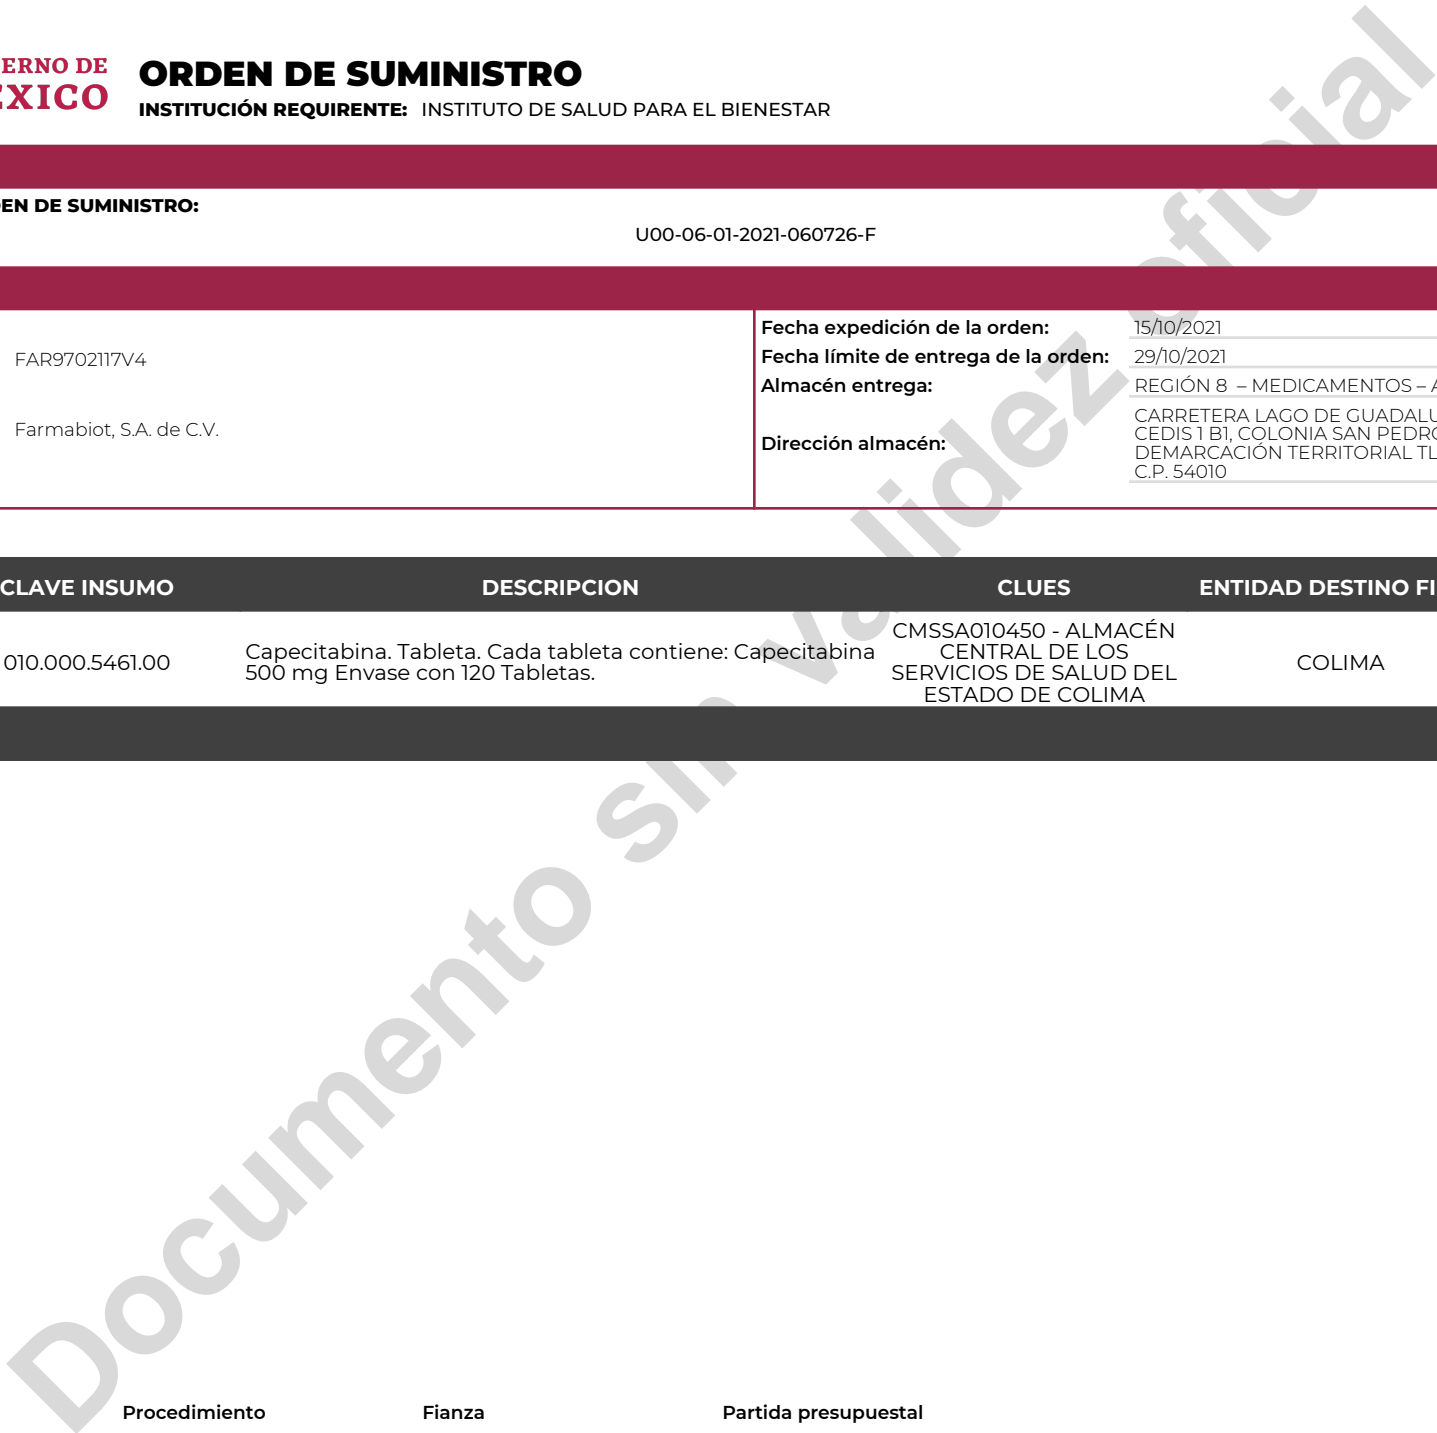 ERNO DE
ÉXICO
ORDEN DE SUMINISTRO
INSTITUCIÓN REQUIRENTE: INSTITUTO DE SALUD PARA EL BIENESTAR
EN DE SUMINISTRO:
U00-06-01-2021-060726-F
FAR9702117V4
Farmabiot, S.A. de C.V.
Fecha expedición de la orden: 15/10/2021
Fecha límite de entrega de la orden: 29/10/2021
Almacén entrega: REGIÓN 8 – MEDICAMENTOS – A
Dirección almacén:
CARRETERA LAGO DE GUADALU
CEDIS 1 B1, COLONIA SAN PEDRO
DEMARCACIÓN TERRITORIAL TL
C.P. 54010
CLAVE INSUMO DESCRIPCION CLUES ENTIDAD DESTINO FI
010.000.5461.00
Capecitabina. Tableta. Cada tableta contiene: Capecitabina
500 mg Envase con 120 Tabletas.
CMSSA010450 - ALMACÉN
CENTRAL DE LOS
SERVICIOS DE SALUD DEL
ESTADO DE COLIMA
COLIMA
Documento sin validez oficial
Procedimiento Fianza Partida presupuestal